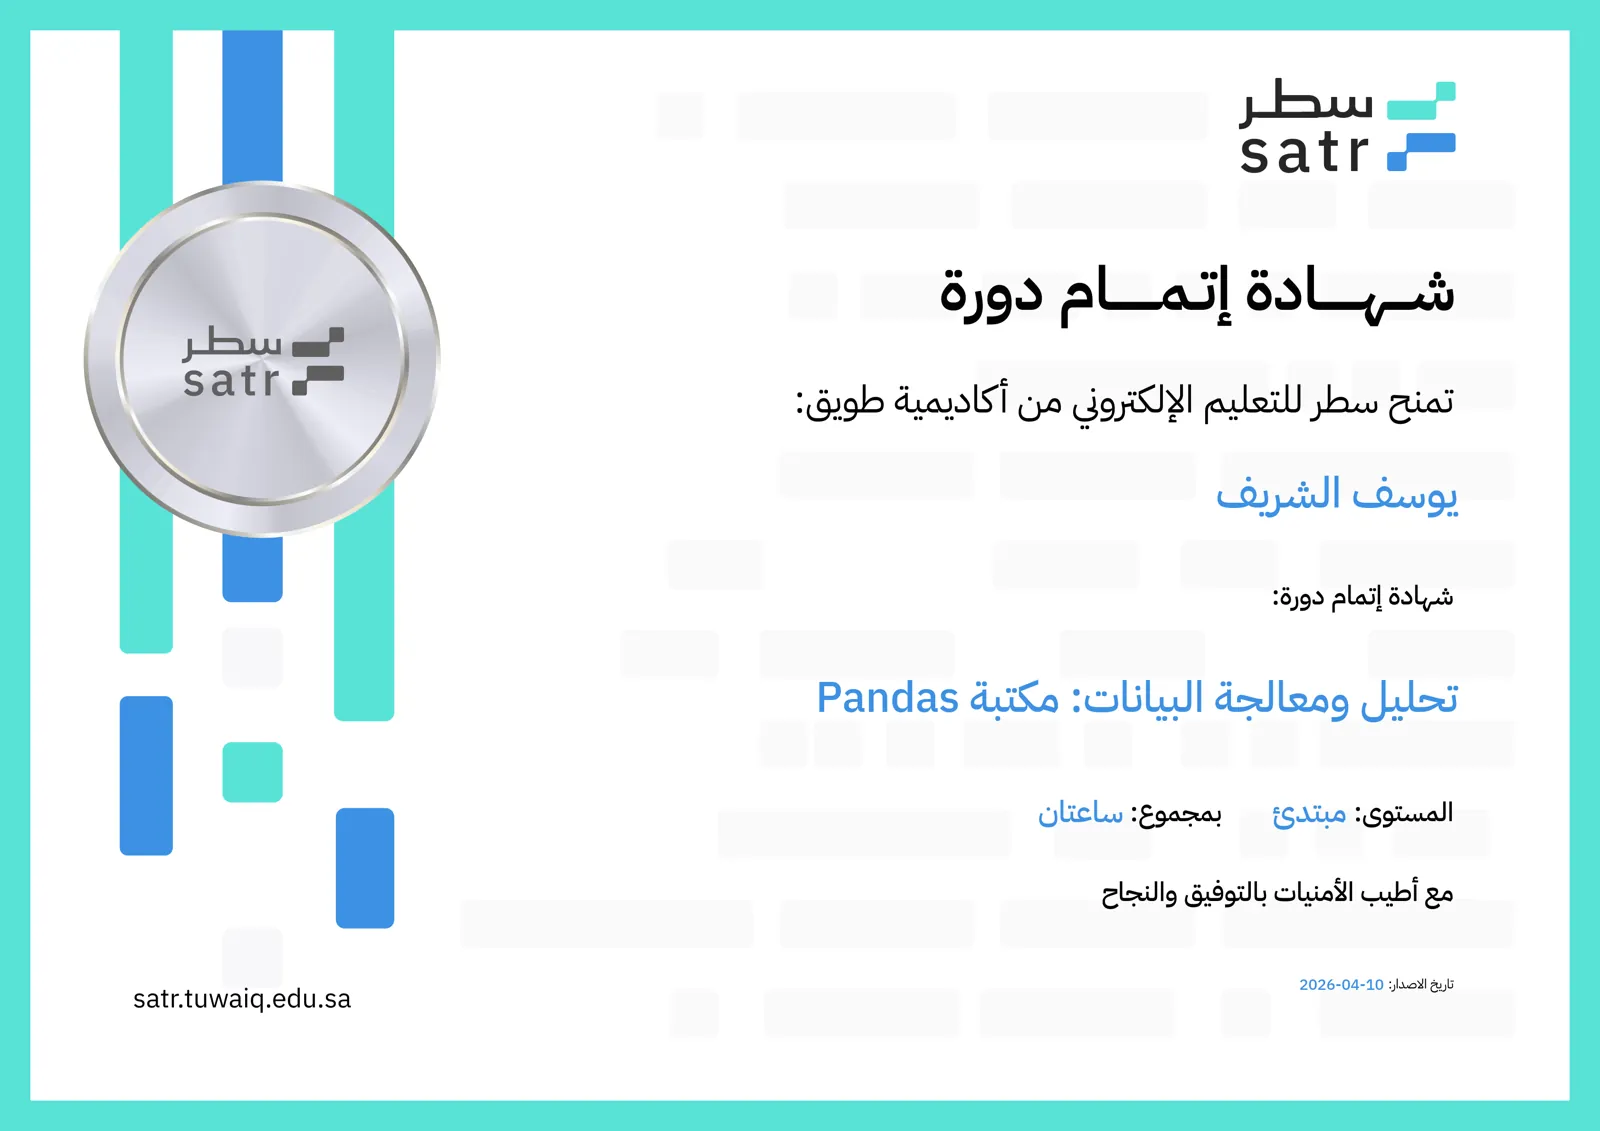 سطر
satr
شهادة إتمام دورة
تمنح سطر للتعليم الإلكتروني من أكاديمية طويق:
يوسف الشريف
شهادة إتمام دورة:
تحليل ومعالجة البيانات: مكتبة Pandas
المستوى: مبتدئ بمجموع: ساعتان
مع أطيب الأمنيات بالتوفيق والنجاح
تاريخ الاصدار: 2026-04-10
سطر
satr
satr.tuwaiq.edu.sa